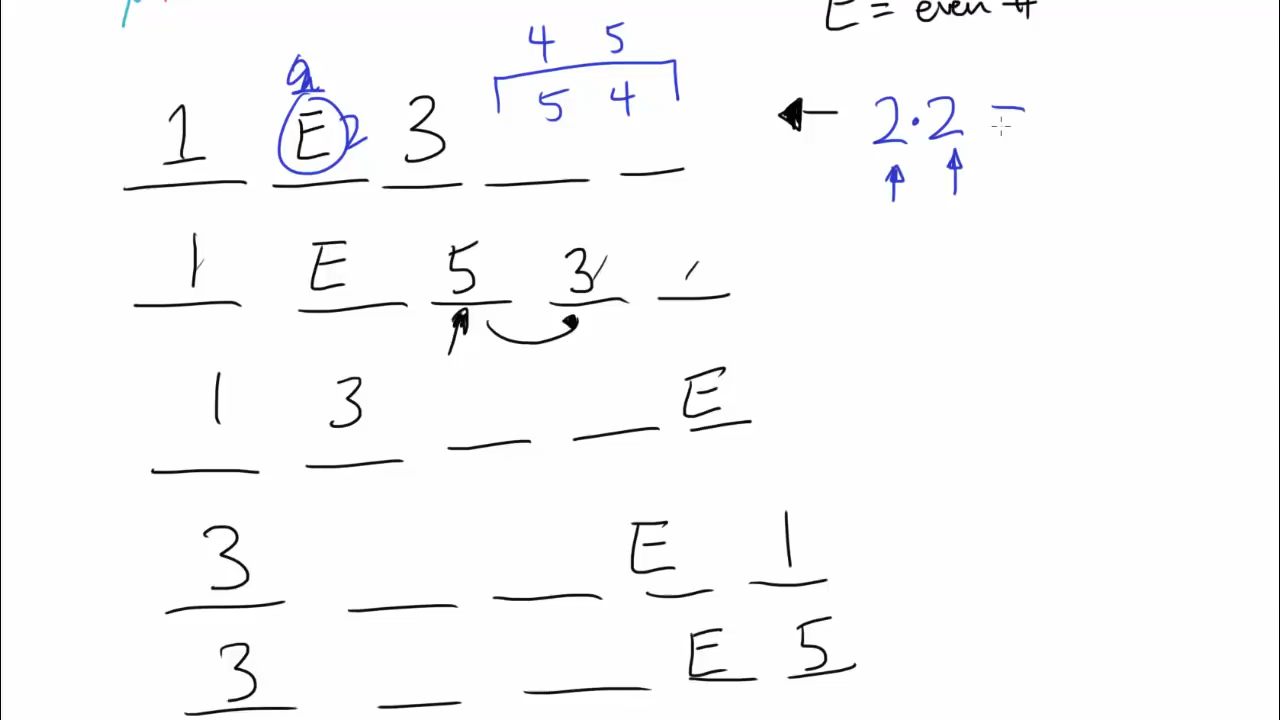 E = even #
4 5
2
1 E 2 3 5 4 2 · 2 =
1 E 5 3
1 3 E
3 E 1
3 E 5